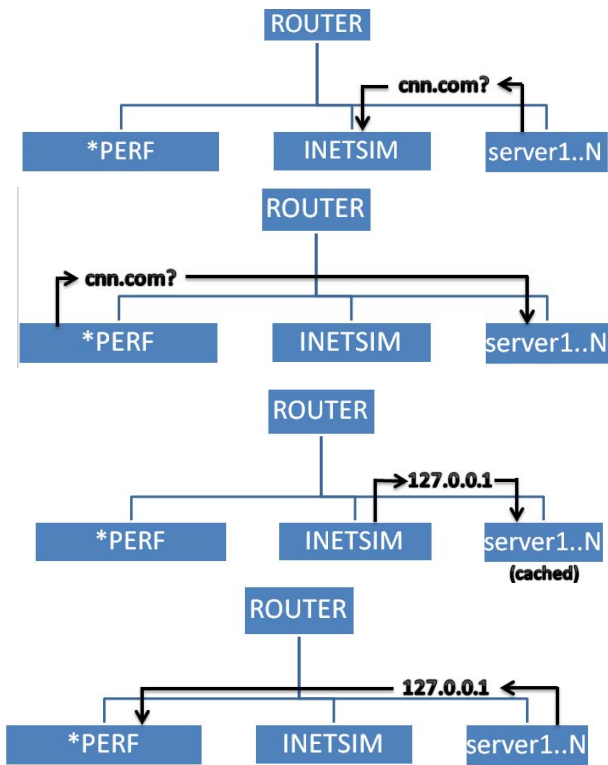 ROUTER
cnn.com?
*PERF INETSIM server1..N
ROUTER
cnn.com?
*PERF INETSIM server1..N
ROUTER
127.0.0.1
*PERF INETSIM server1..N
(cached)
ROUTER
127.0.0.1
*PERF INETSIM server1..N